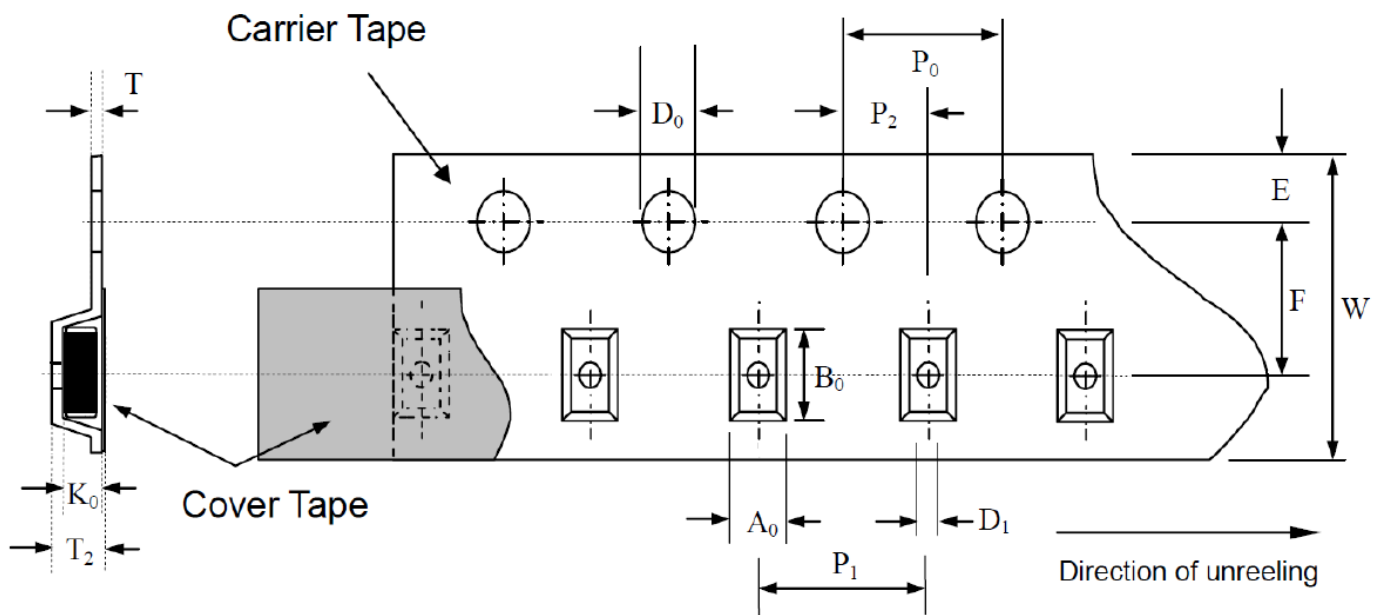 Carrier Tape
P₀
T
D₀
P₂
E
F
W
B₀
K₀
Cover Tape
A₀
D₁
T₂
P₁
Direction of unreeling